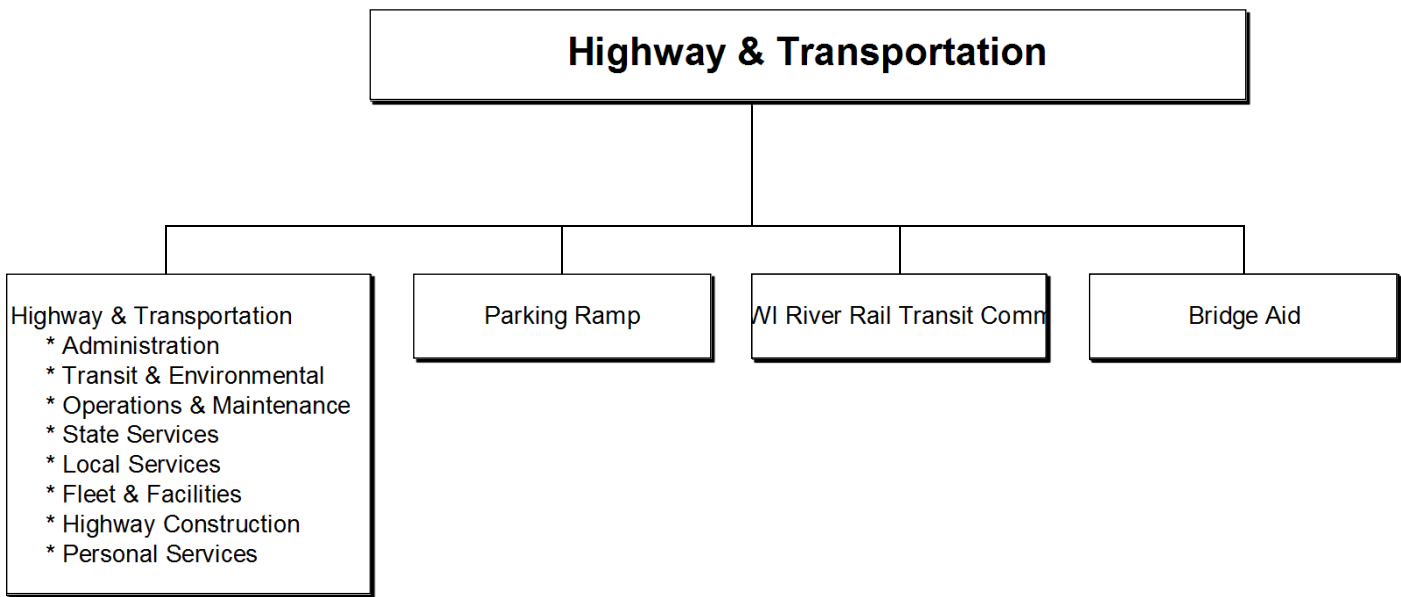 Highway & Transportation
Highway & Transportation
* Administration
* Transit & Environmental
* Operations & Maintenance
* State Services
* Local Services
* Fleet & Facilities
* Highway Construction
* Personal Services
Parking Ramp
WI River Rail Transit Comm
Bridge Aid